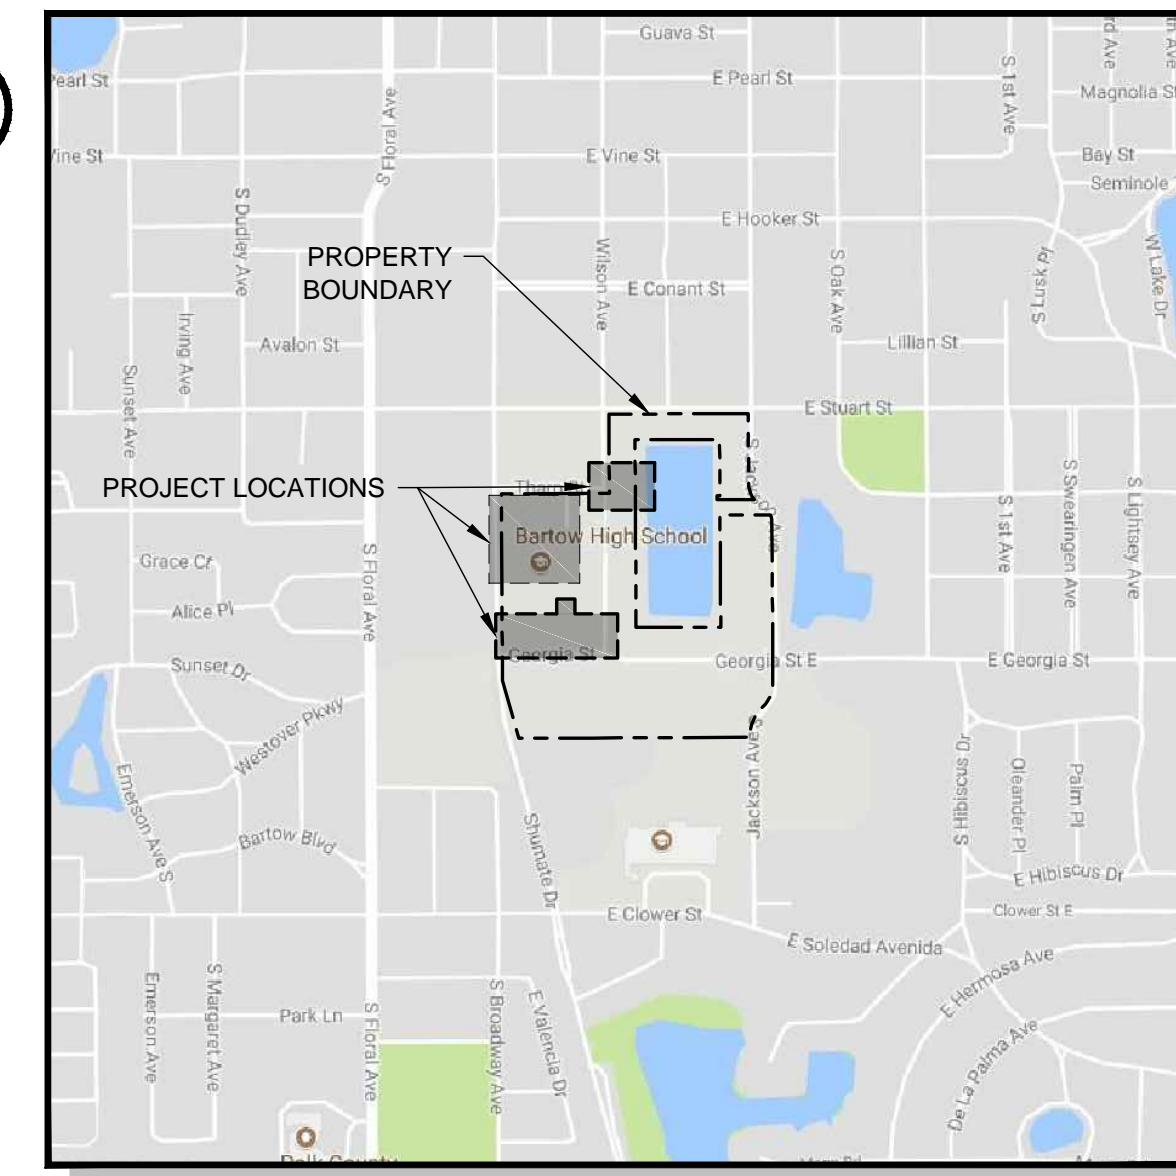 Guava St
E Pearl St
Pearl St
S 1st Ave
Magnolia St
S Floral Ave
E Vine St
Vine St
Bay St
Seminole
S Dudley Ave
E Hooker St
PROPERTY
BOUNDARY
Wilson Ave
E Conant St
S Oak Ave
S Lusk Pl
W Lake Dr
Irving Ave
Avalon St
Lillian St
Sunset Ave
E Stuart St
PROJECT LOCATIONS
Bartow High School
S 1st Ave
S Swearingen Ave
S Lightsey Ave
Grace Ct
S Floral Ave
Alice Pl
Georgia St
Georgia St E
E Georgia St
Sunset Dr
Westover Pkwy
Jackson Ave S
S Hibiscus Dr
Oleander Pl
Palm Pl
Emerson Ave S
Bartow Blvd
Shumate Dr
E Hibiscus Dr
E Clower St
Clower St E
E Soledad Avenida
E Hermosa Ave
Emerson Ave
S Margaret Ave
Park Ln
S Floral Ave
S Broadway Ave
E Valencia Dr
De La Palma Ave
Polk County